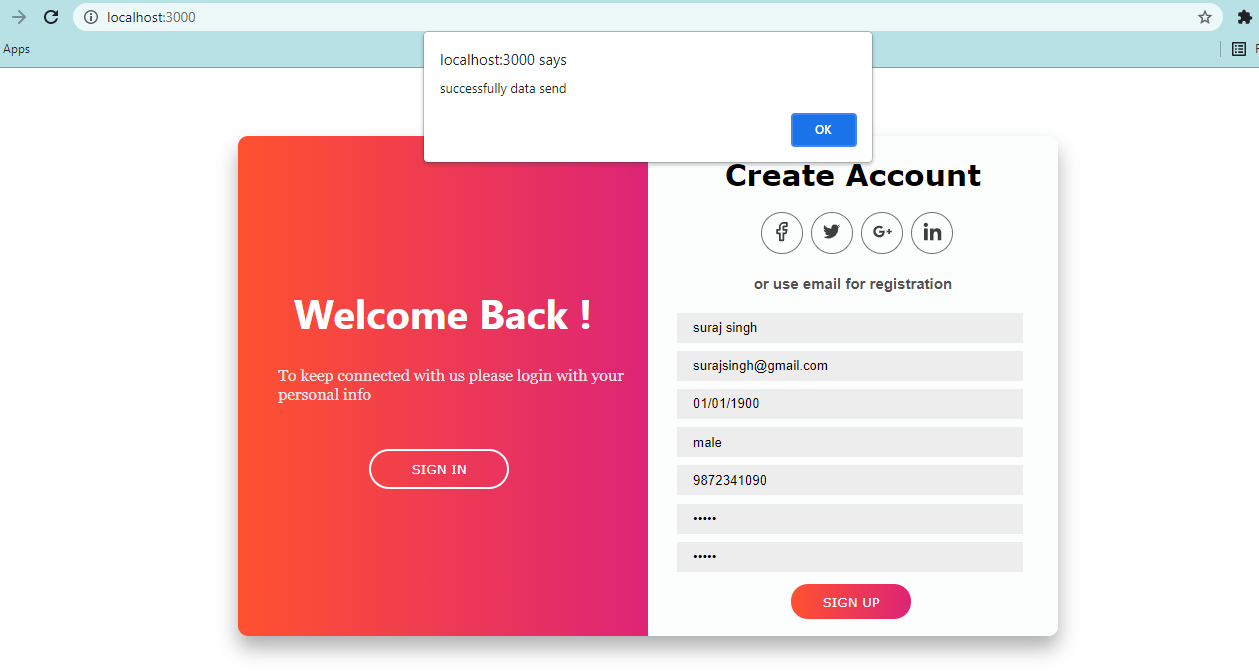 localhost:3000
Apps
localhost:3000 says
successfully data send
OK
Welcome Back !
To keep connected with us please login with your
personal info
SIGN IN
Create Account
G+
in
or use email for registration
suraj singh
surajsingh@gmail.com
01/01/1900
male
9872341090
•••••
•••••
SIGN UP